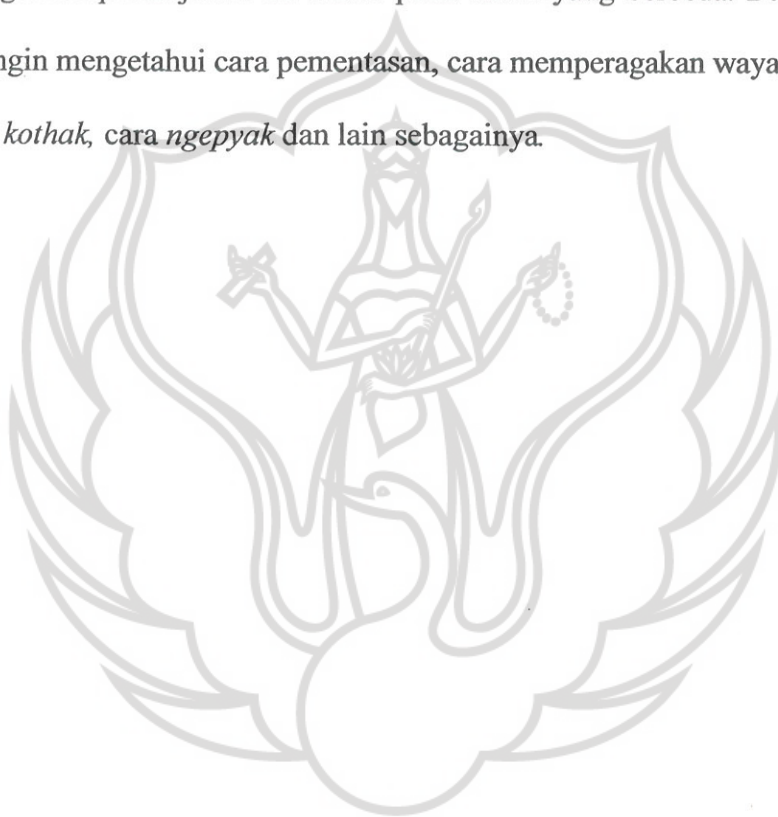 ngin mengetahui cara pementasan, cara memperagakan waya
kothak, cara ngepyak dan lain sebagainya.